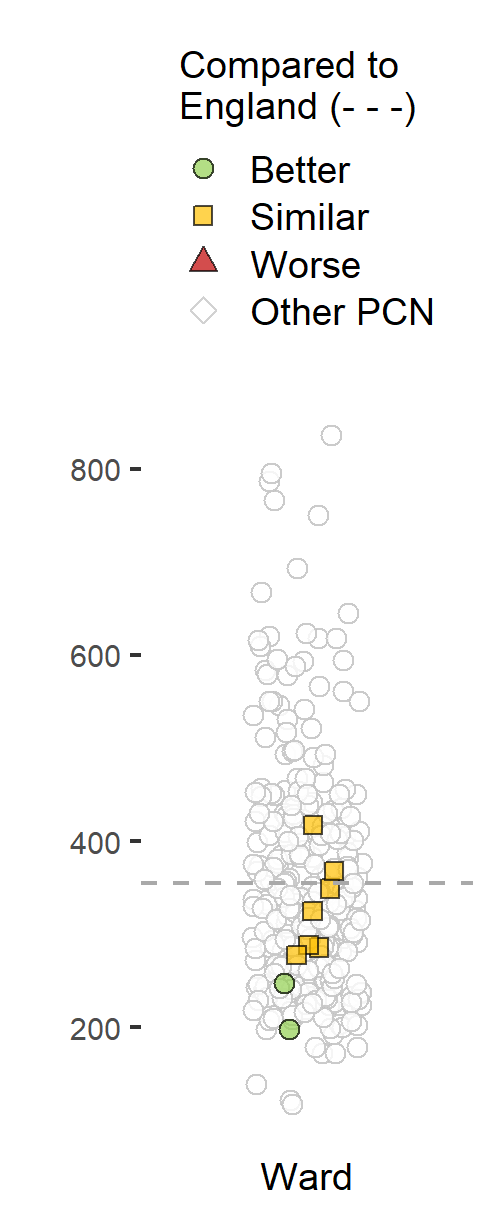 Compared to
England (- - -)
Better
Similar
Worse
Other PCN
800
600
400
200
Ward